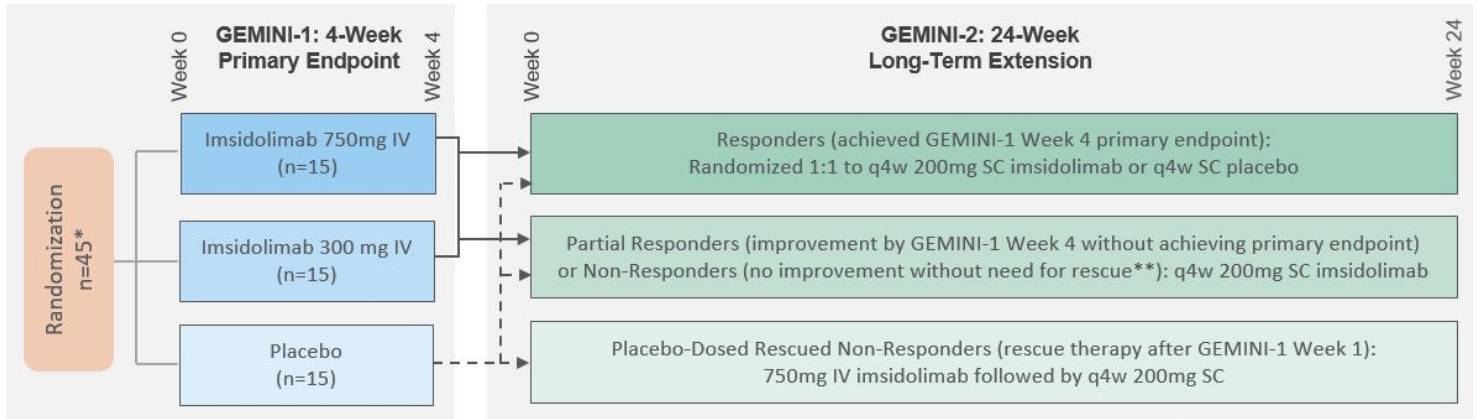 GEMINI-1: 4-Week
Primary Endpoint
Week 0
Week 4
GEMINI-2: 24-Week
Long-Term Extension
Week 0
Week 24
Randomization
n=45*
Imsidolimab 750mg IV
(n=15)
Imsidolimab 300 mg IV
(n=15)
Placebo
(n=15)
Responders (achieved GEMINI-1 Week 4 primary endpoint):
Randomized 1:1 to q4w 200mg SC imsidolimab or q4w SC placebo
Partial Responders (improvement by GEMINI-1 Week 4 without achieving primary endpoint)
or Non-Responders (no improvement without need for rescue**): q4w 200mg SC imsidolimab
Placebo-Dosed Rescued Non-Responders (rescue therapy after GEMINI-1 Week 1):
750mg IV imsidolimab followed by q4w 200mg SC